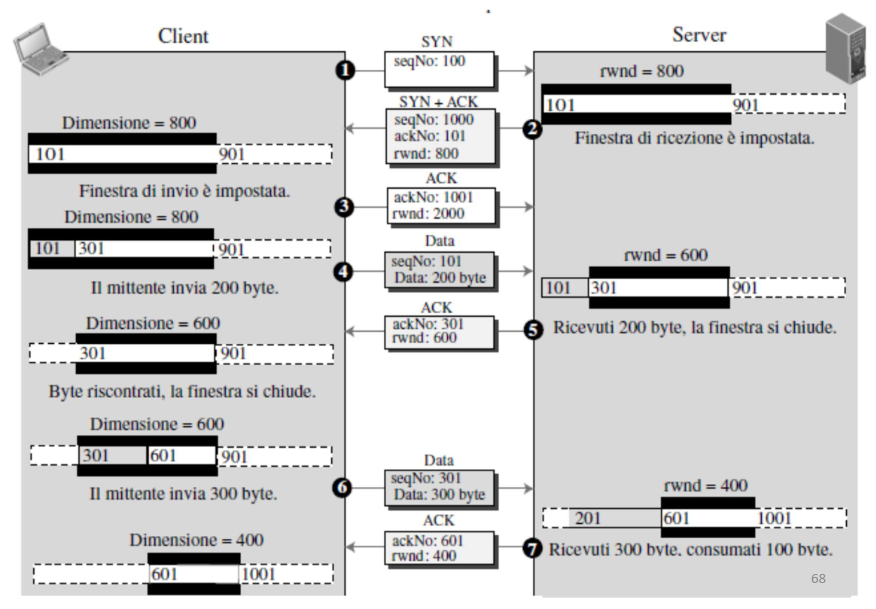 Client
Server
SYN
seqNo: 100
1
rwnd = 800
101
901
SYN + ACK
seqNo: 1000
ackNo: 101
rwnd: 800
2
Finestra di ricezione è impostata.
Dimensione = 800
101
901
Finestra di invio è impostata.
ACK
ackNo: 1001
rwnd: 2000
3
Dimensione = 800
101
301
901
Il mittente invia 200 byte.
Data
seqNo: 101
Data: 200 byte
4
rwnd = 600
101
301
901
ACK
ackNo: 301
rwnd: 600
5
Ricevuti 200 byte, la finestra si chiude.
Dimensione = 600
301
901
Byte riscontrati, la finestra si chiude.
Dimensione = 600
301
601
901
Il mittente invia 300 byte.
Data
seqNo: 301
Data: 300 byte
6
rwnd = 400
201
601
1001
ACK
ackNo: 601
rwnd: 400
7
Ricevuti 300 byte, consumati 100 byte.
Dimensione = 400
601
1001
68